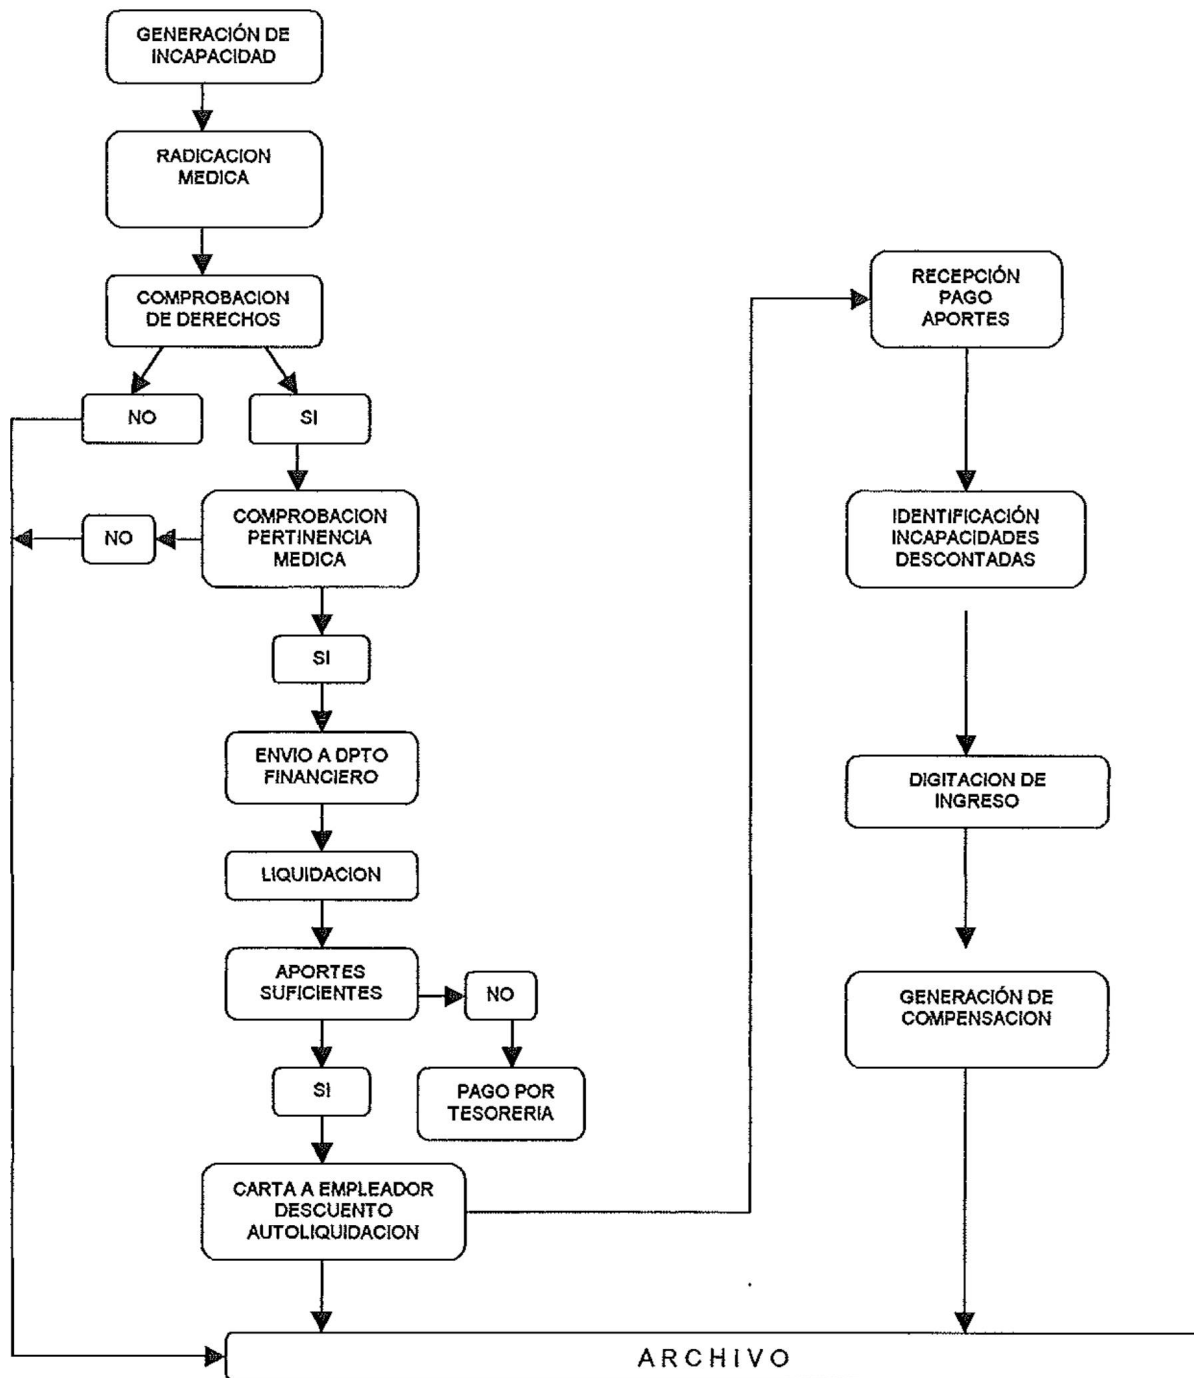 GENERACIÓN DE
INCAPACIDAD
RADICACION
MEDICA
COMPROBACION
DE DERECHOS
NO
SI
COMPROBACION
PERTINENCIA
MEDICA
NO
SI
ENVIO A DPTO
FINANCIERO
LIQUIDACION
APORTES
SUFICIENTES
NO
SI
PAGO POR
TESORERIA
CARTA A EMPLEADOR
DESCUENTO
AUTOLIQUIDACION
RECEPCIÓN
PAGO
APORTES
IDENTIFICACIÓN
INCAPACIDADES
DESCONTADAS
DIGITACION DE
INGRESO
GENERACIÓN DE
COMPENSACION
ARCHIVO